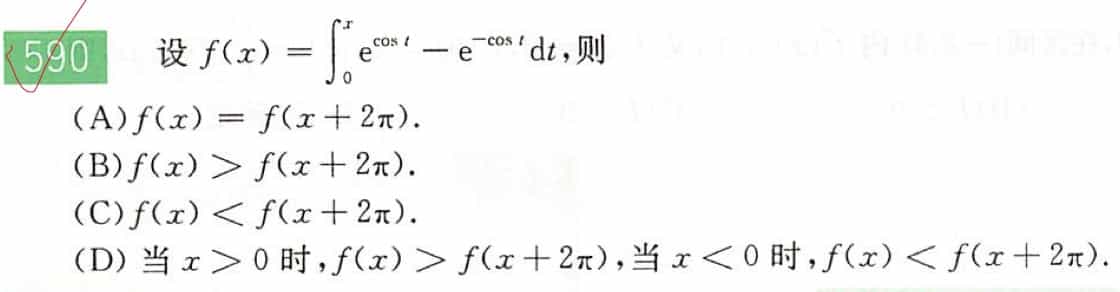 590 设 f(x) = ∫₀ˣ e^{cos t} — e^{−cos t} dt,则
(A) f(x) = f(x + 2π).
(B) f(x) > f(x + 2π).
(C) f(x) < f(x + 2π).
(D) 当 x > 0 时, f(x) > f(x + 2π),当 x < 0 时, f(x) < f(x + 2π).